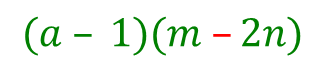 (a – 1)(m – 2n)